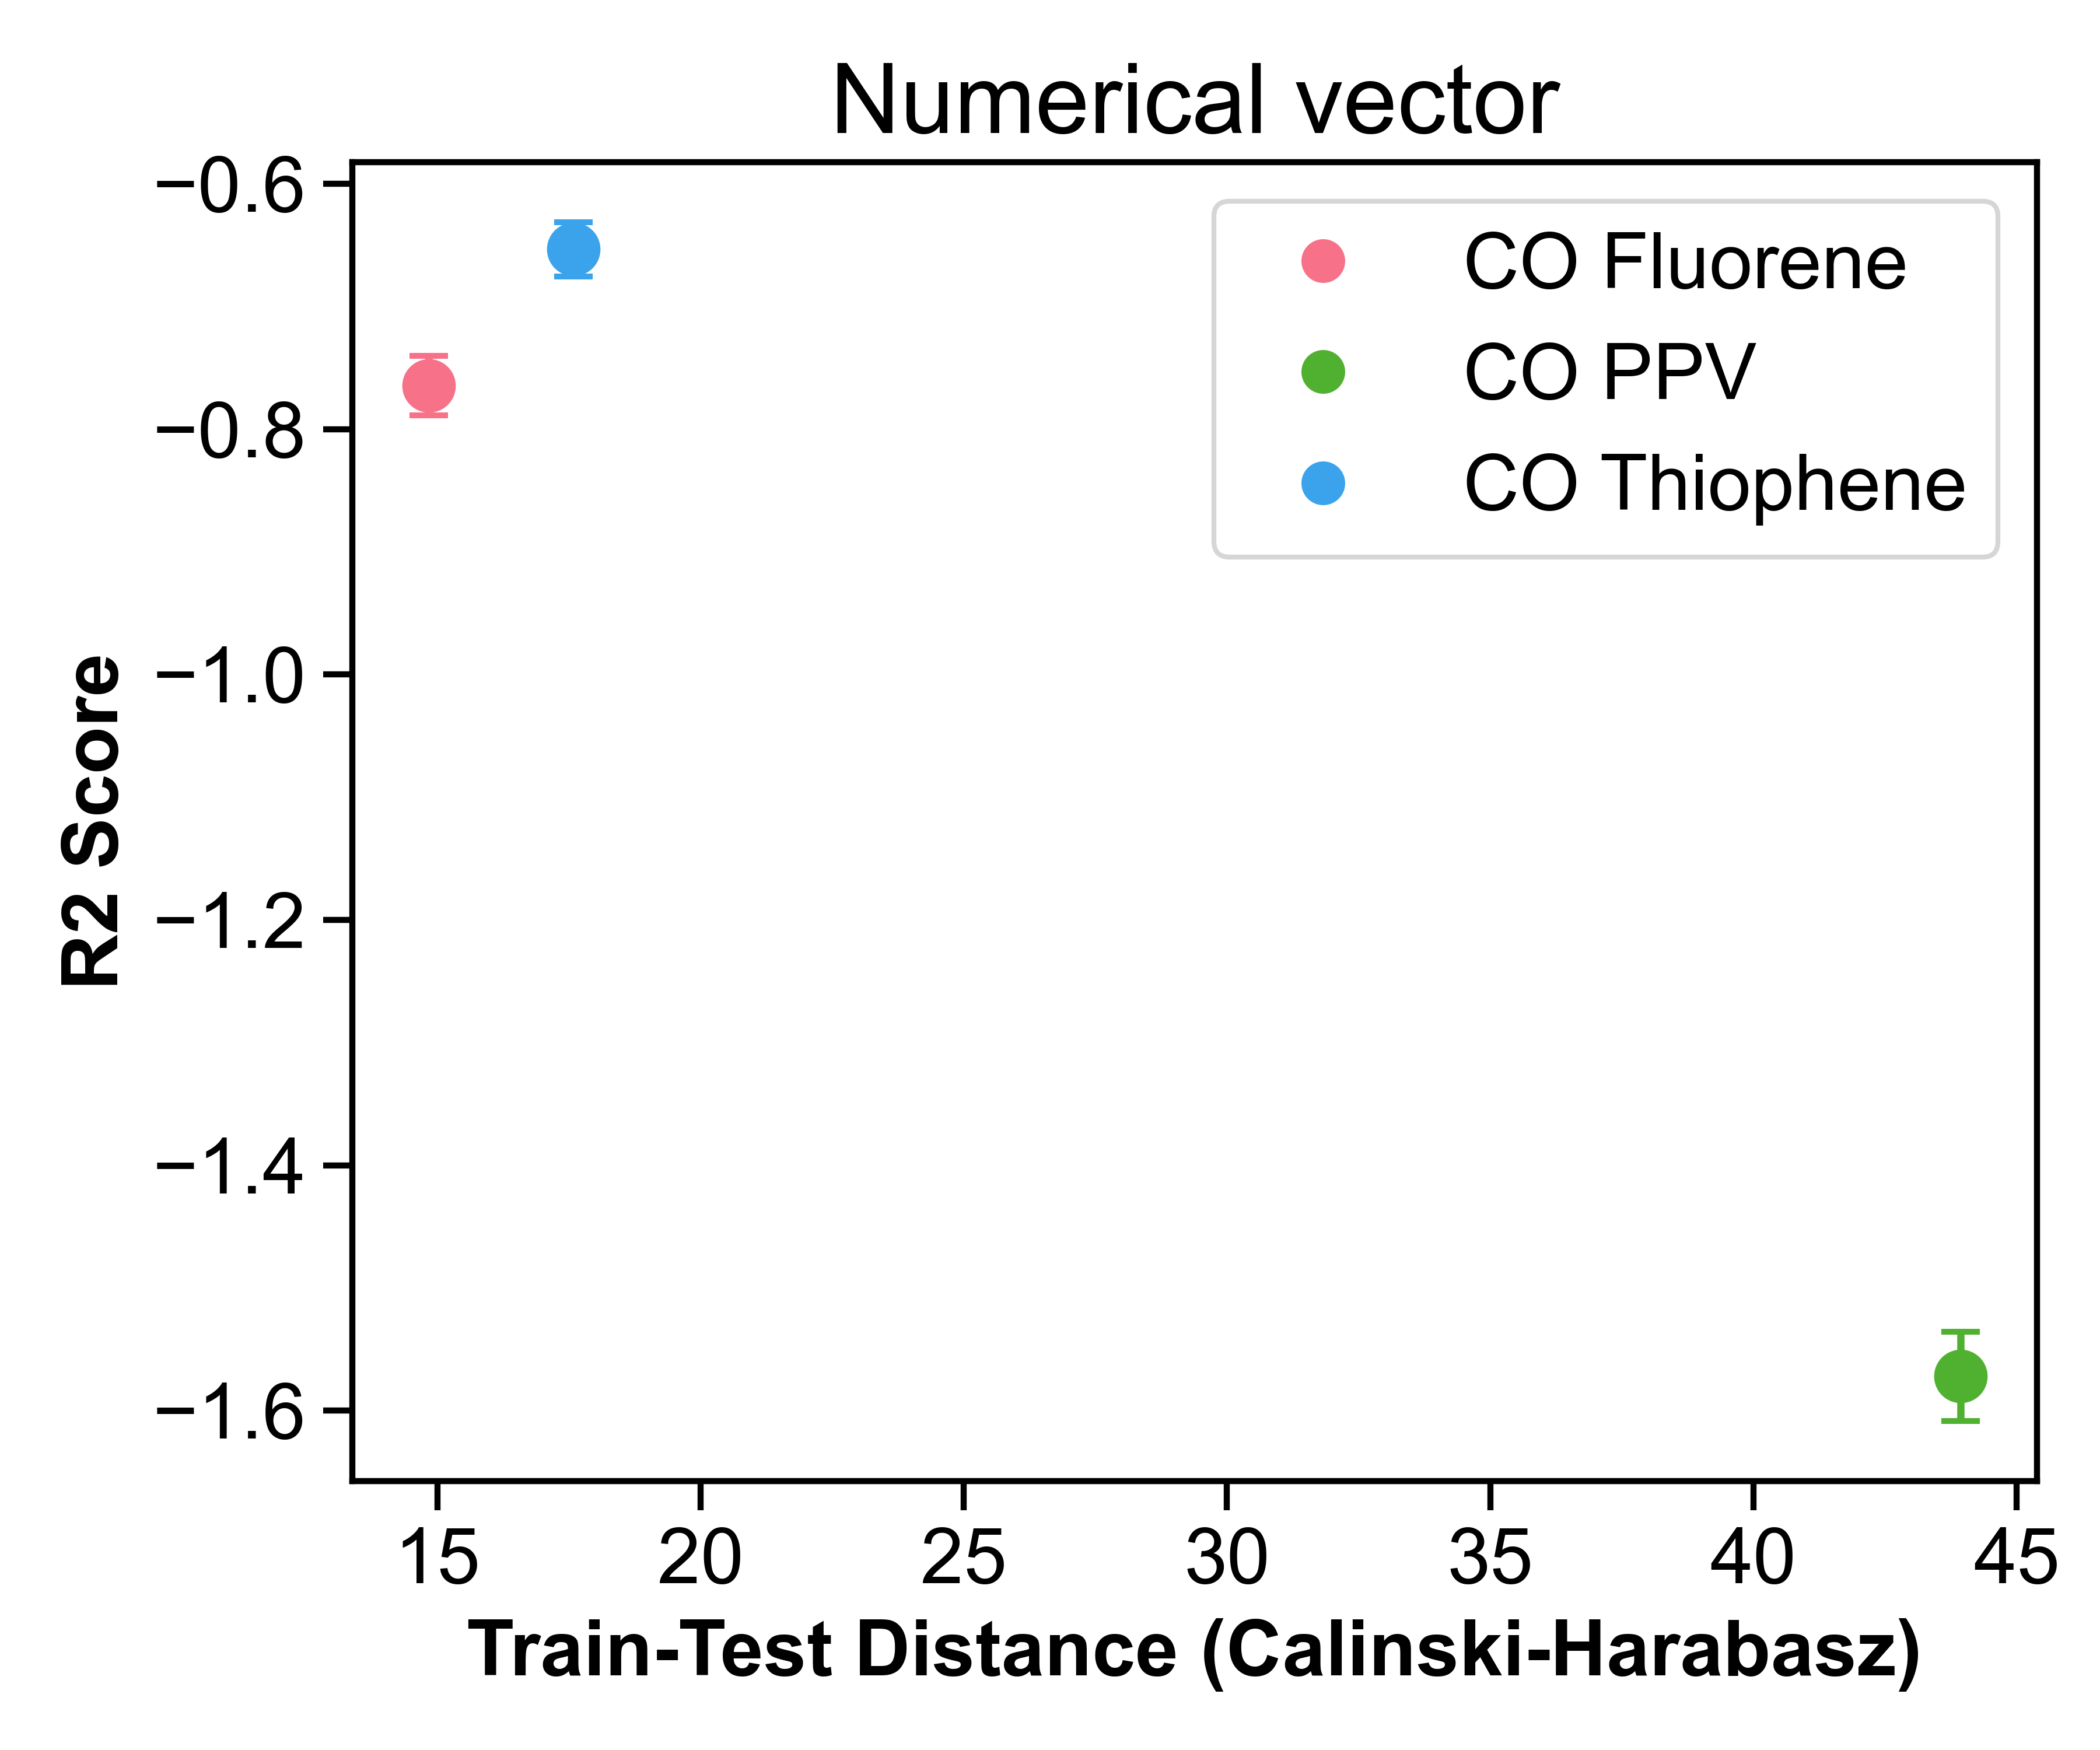 Numerical vector
−0.6
−0.8
−1.0
−1.2
−1.4
−1.6
R2 Score
CO Fluorene
CO PPV
CO Thiophene
15 20 25 30 35 40 45
Train-Test Distance (Calinski-Harabasz)